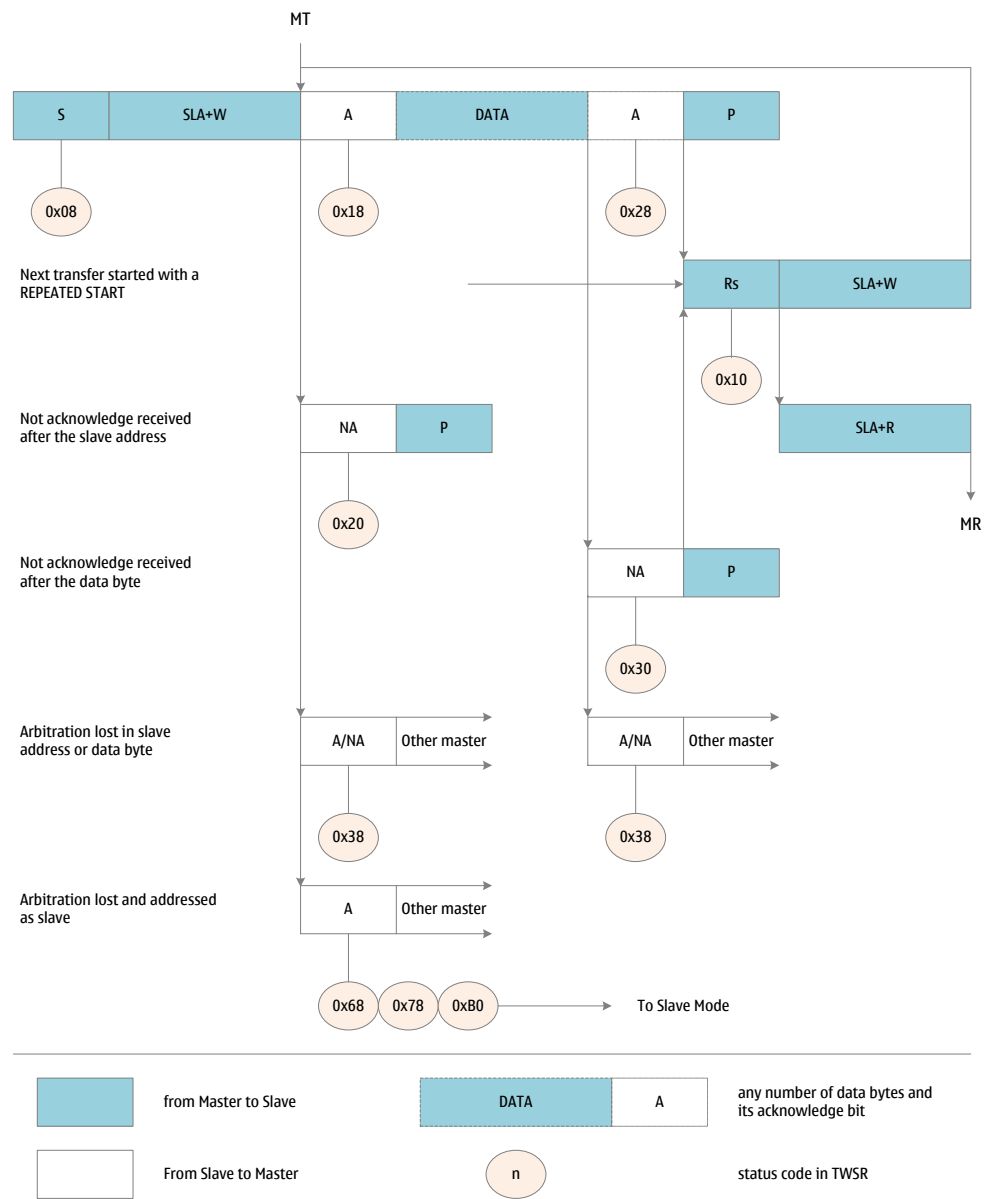 MT
S
SLA+W
A
DATA
A
P
0x08
0x18
0x28
Next transfer started with a
REPEATED START
Rs
SLA+W
0x10
Not acknowledge received
after the slave address
NA
P
SLA+R
0x20
MR
Not acknowledge received
after the data byte
NA
P
0x30
Arbitration lost in slave
address or data byte
A/NA
Other master
A/NA
Other master
0x38
0x38
Arbitration lost and addressed
as slave
A
Other master
0x68
0x78
0xB0
To Slave Mode
from Master to Slave
DATA
A
any number of data bytes and
its acknowledge bit
From Slave to Master
n
status code in TWSR